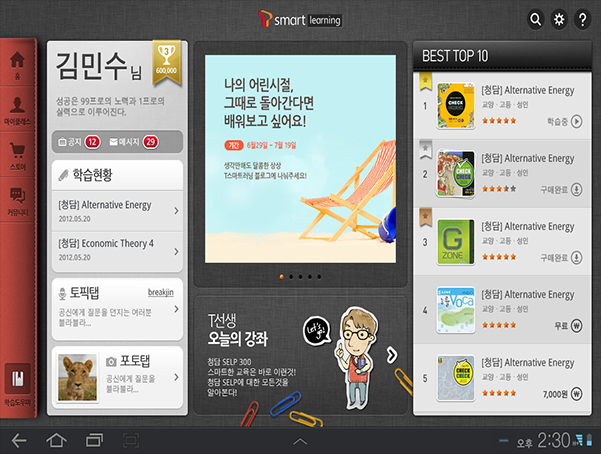 smart learning
홈
마이클래스
스토어
커뮤니티
학습도우미
김민수 님
3
600,000
성공은 99프로의 노력과 1프로의
실력으로 이루어진다.
공지 12 메시지 29
학습현황
[청담] Alternative Energy
2012.05.20
[청담] Economic Theory 4
2012.05.20
토픽탭 breakjin
공신에게 질문을 던지는 여러분
블라블라...
포토탭
공신에게 질문을
블라블라...
나의 어린시절,
그때로 돌아간다면
배워보고 싶어요!
기간 6월29일 ~ 7월 19일
생각만해도 달콤한 상상
T스마트러닝 블로그에 나눠주세요!
T선생
오늘의 강좌
청담 SELP 300
스마트한 교육은 바로 이런것!
청담 SELP에 대한 모든것을
알아본다!
Let's go!
BEST TOP 10
1
CHECK
[청담] Alternative Energy
교양 · 고등 · 성인
학습중
2
CHECK
CHECK
[청담] Alternative Energy
교양 · 고등 · 성인
구매완료
3
G
ZONE
[청담] Alternative Energy
교양 · 고등 · 성인
구매완료
4
Voca
[청담] Alternative Energy
교양 · 고등 · 성인
무료
5
CHECK
CHECK
[청담] Alternative Energy
교양 · 고등 · 성인
7,000원
오후 2:30